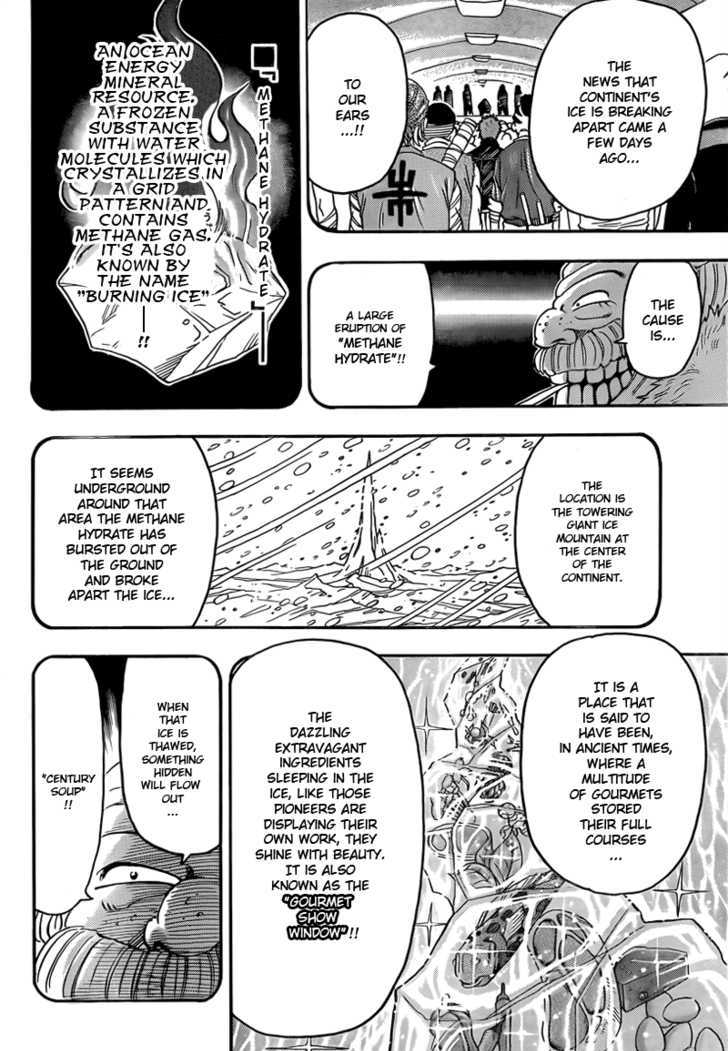 THE
NEWS THAT
CONTINENT'S
ICE IS BREAKING
APART CAME A
FEW DAYS
AGO...
TO
OUR
EARS
...!!
THE
CAUSE
IS...
A LARGE
ERUPTION OF
"METHANE
HYDRATE"!!
『METHANE HYDRATE』
AN OCEAN
ENERGY
MINERAL
RESOURCE.
A FROZEN
SUBSTANCE
WITH WATER
MOLECULES WHICH
CRYSTALLIZES IN
A GRID
PATTERN AND
CONTAINS
METHANE GAS.
IT'S ALSO
KNOWN BY
THE NAME
"BURNING ICE"
—
!!
THE
LOCATION IS
THE TOWERING
GIANT ICE
MOUNTAIN AT
THE CENTER
OF THE
CONTINENT.
IT SEEMS
UNDERGROUND
AROUND THAT
AREA THE METHANE
HYDRATE HAS
BURSTED OUT OF
THE GROUND
AND BROKE
APART THE ICE...
IT IS A
PLACE THAT
IS SAID TO
HAVE BEEN,
IN ANCIENT TIMES,
WHERE A
MULTITUDE
OF GOURMETS
STORED
THEIR FULL
COURSES
...
THE
DAZZLING
EXTRAVAGANT
INGREDIENTS
SLEEPING IN THE
ICE, LIKE THOSE
PIONEERS ARE
DISPLAYING THEIR
OWN WORK, THEY
SHINE WITH BEAUTY.
IT IS ALSO
KNOWN AS THE
"GOURMET
SHOW
WINDOW"!!
WHEN
THAT
ICE IS
THAWED,
SOMETHING
HIDDEN
WILL FLOW
OUT
...
"CENTURY
SOUP"
!!